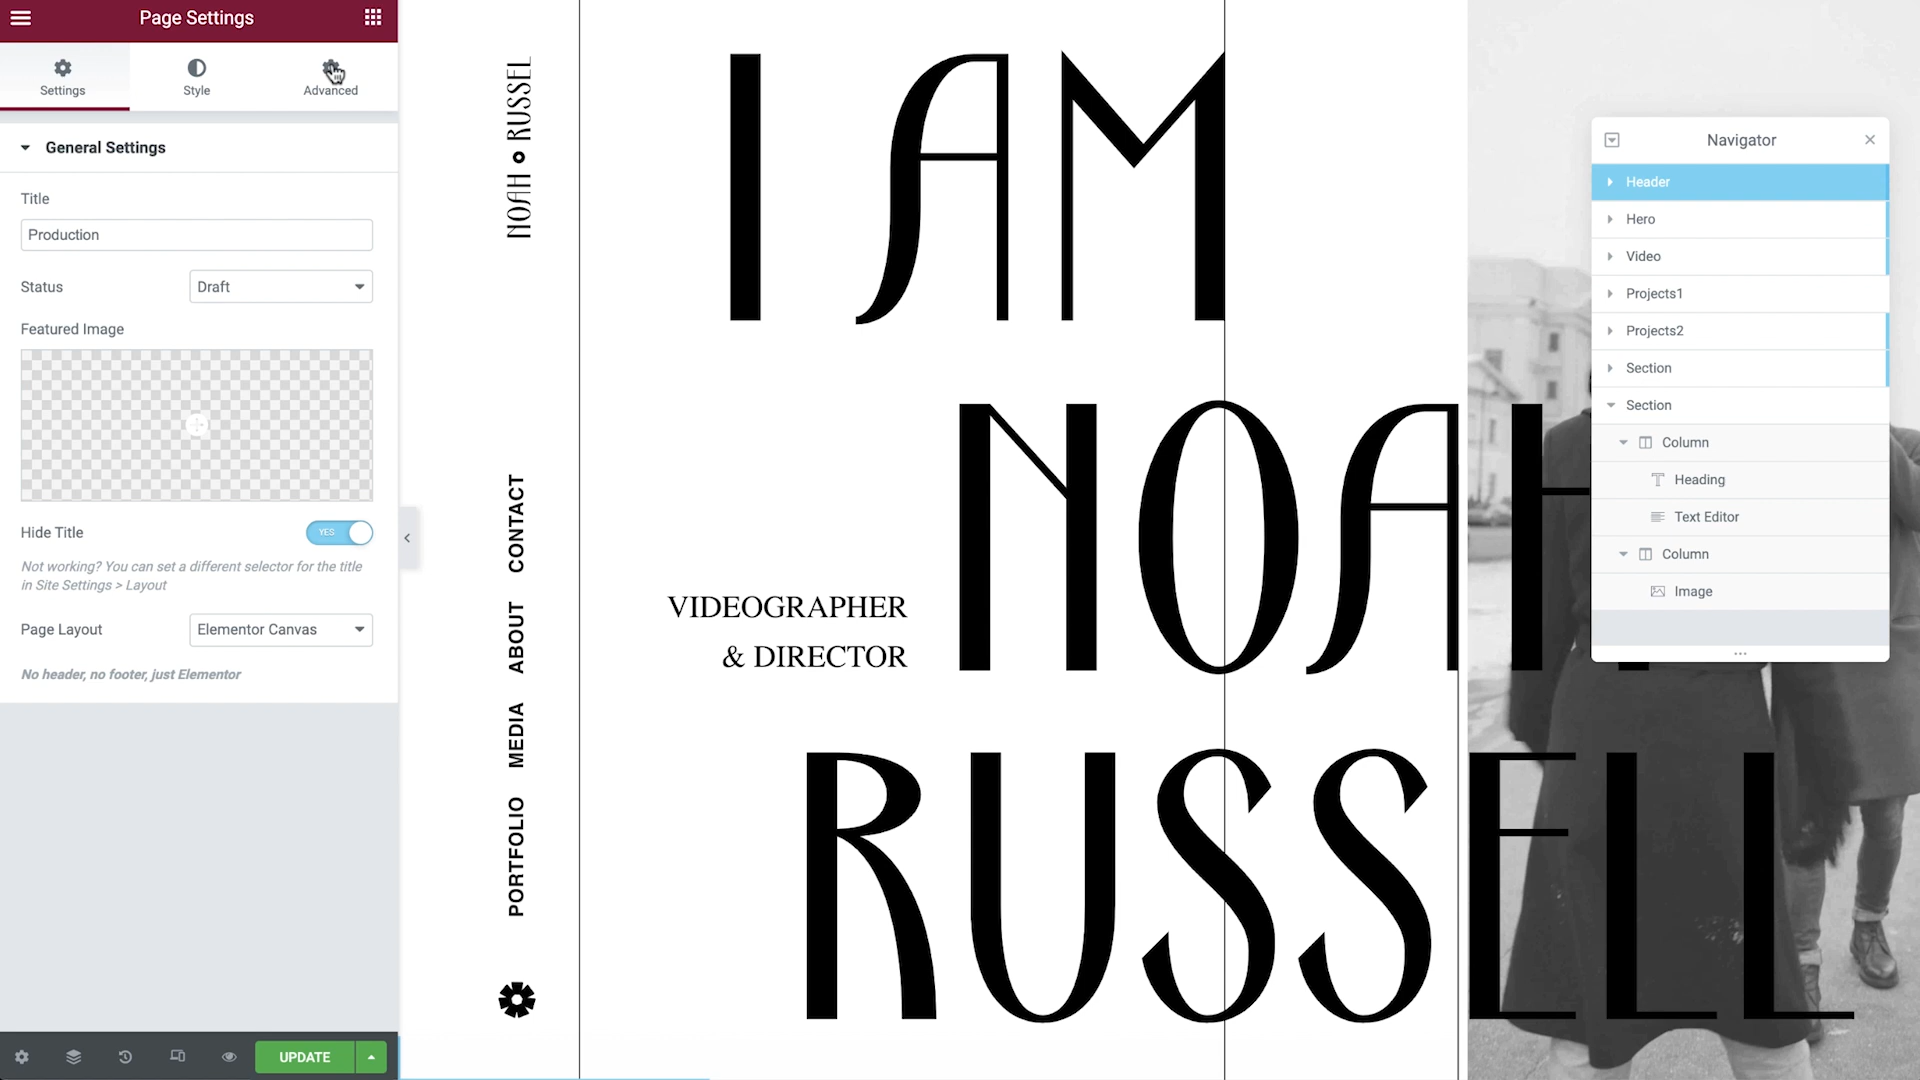 Page Settings
Settings
Style
Advanced
General Settings
Title
Production
Status
Draft
Featured Image
Hide Title
YES
Not working? You can set a different selector for the title
in Site Settings > Layout
Page Layout
Elementor Canvas
No header, no footer, just Elementor
UPDATE
NOAH RUSSEL
CONTACT
ABOUT
MEDIA
PORTFOLIO
I AM
NOAH
VIDEOGRAPHER
& DIRECTOR
RUSSELL
Navigator
Header
Hero
Video
Projects1
Projects2
Section
Section
Column
Heading
Text Editor
Column
Image